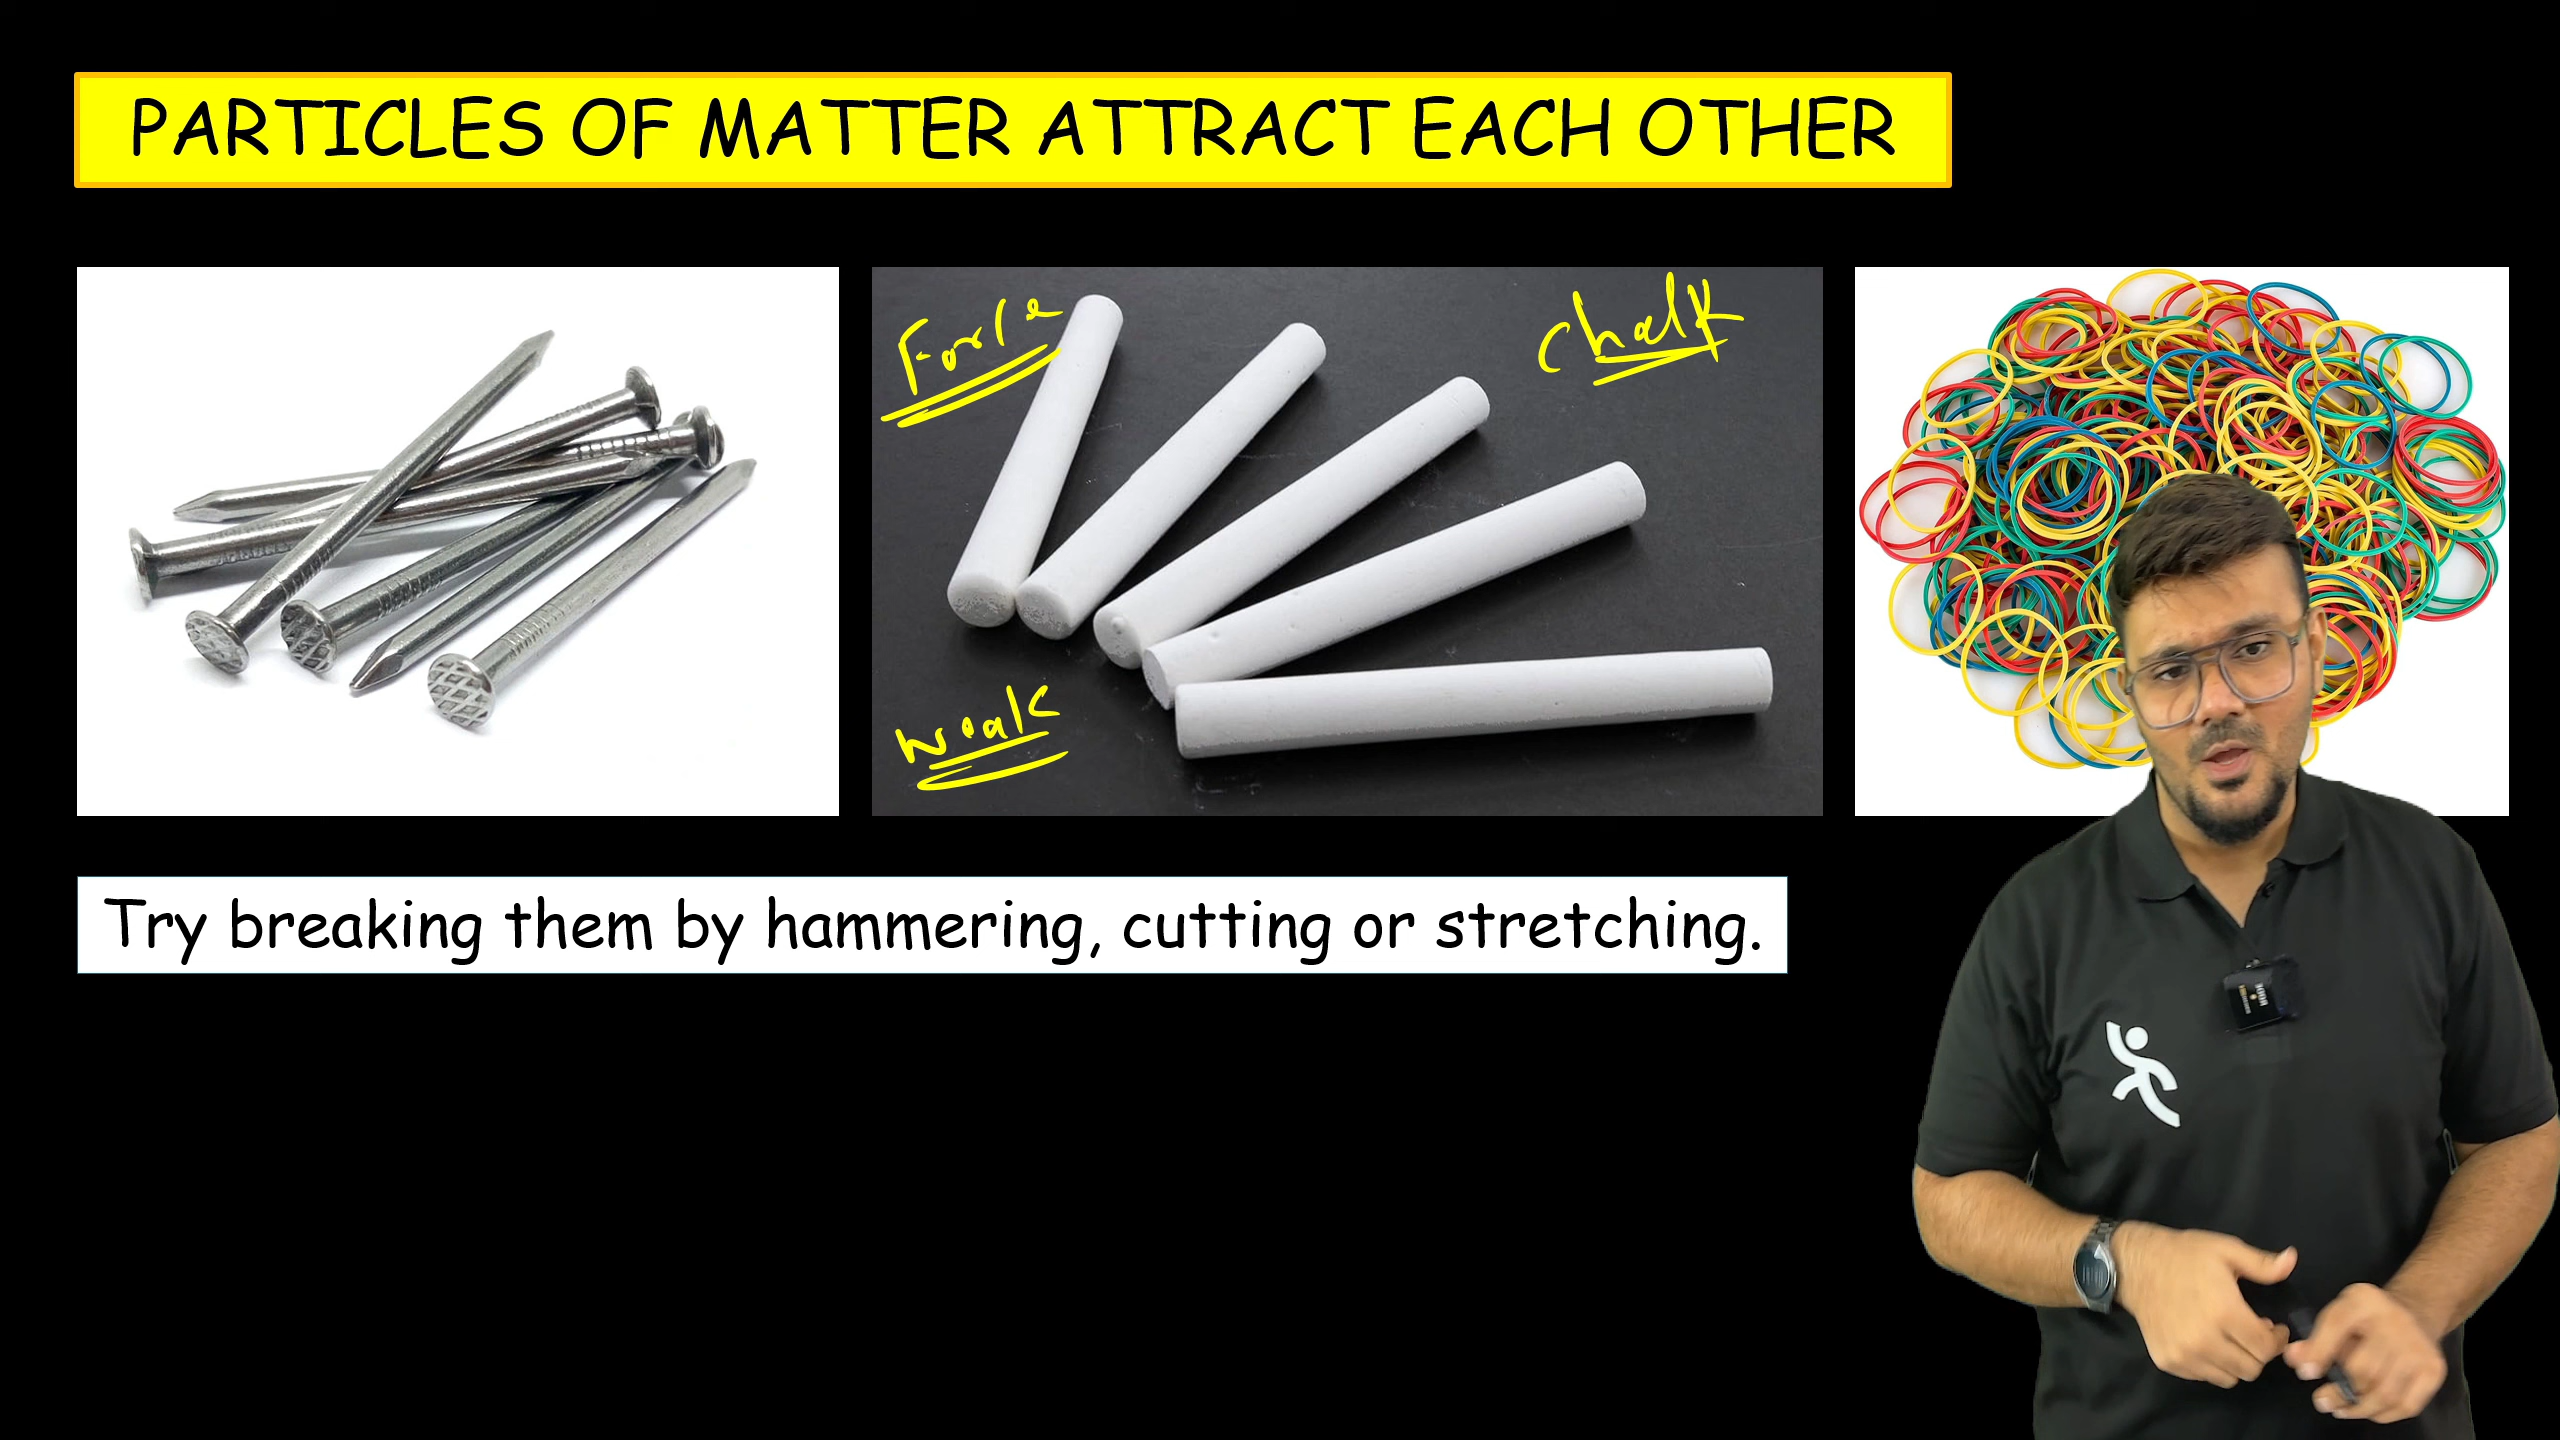 PARTICLES OF MATTER ATTRACT EACH OTHER
Force
chalk
weak
Try breaking them by hammering, cutting or stretching.